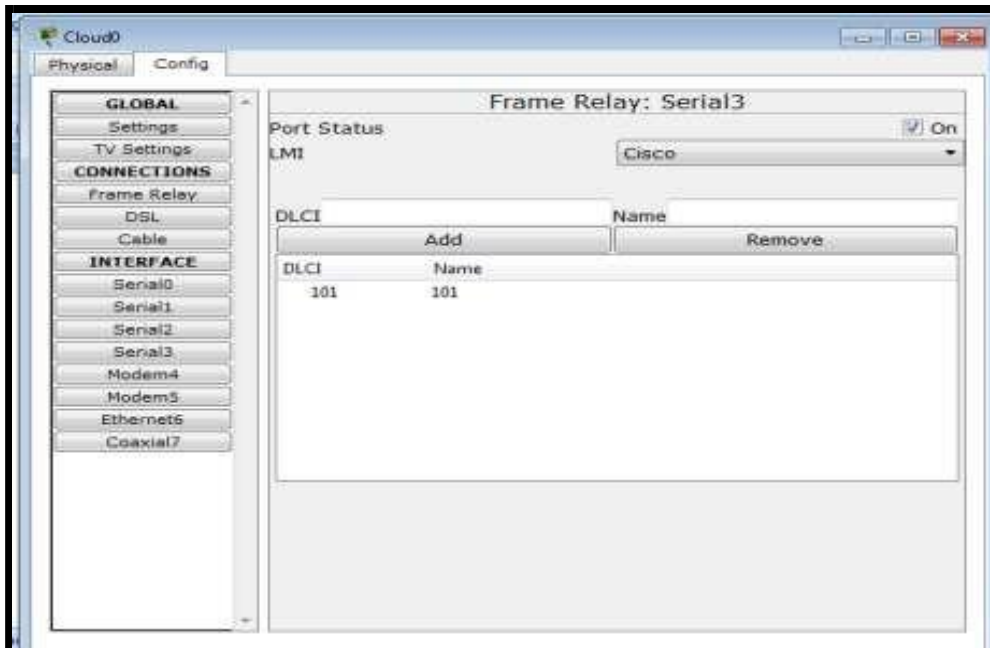 Cloud0
Physical Config
GLOBAL
Settings
TV Settings
CONNECTIONS
Frame Relay
DSL
Cable
INTERFACE
Serial0
Serial1
Serial2
Serial3
Modem4
Modem5
Ethernet6
Coaxial7
Frame Relay: Serial3
Port Status On
LMI Cisco
DLCI Name
Add Remove
DLCI Name
101 101